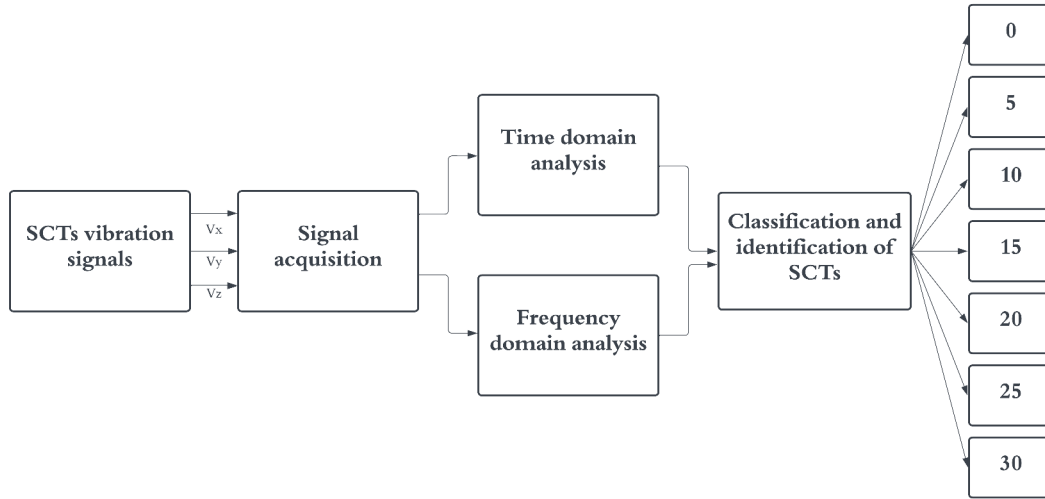 SCTs vibration
signals
Vx
Vy
Vz
Signal
acquisition
Time domain
analysis
Frequency
domain analysis
Classification and
identification of
SCTs
0
5
10
15
20
25
30